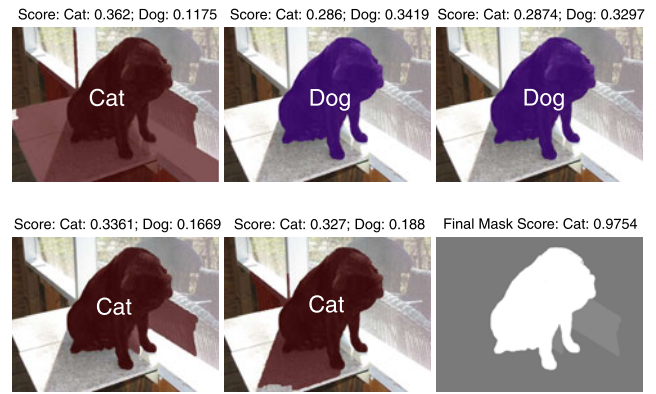 Score: Cat: 0.362; Dog: 0.1175
Score: Cat: 0.286; Dog: 0.3419
Score: Cat: 0.2874; Dog: 0.3297
Cat
Dog
Dog
Score: Cat: 0.3361; Dog: 0.1669
Score: Cat: 0.327; Dog: 0.188
Final Mask Score: Cat: 0.9754
Cat
Cat